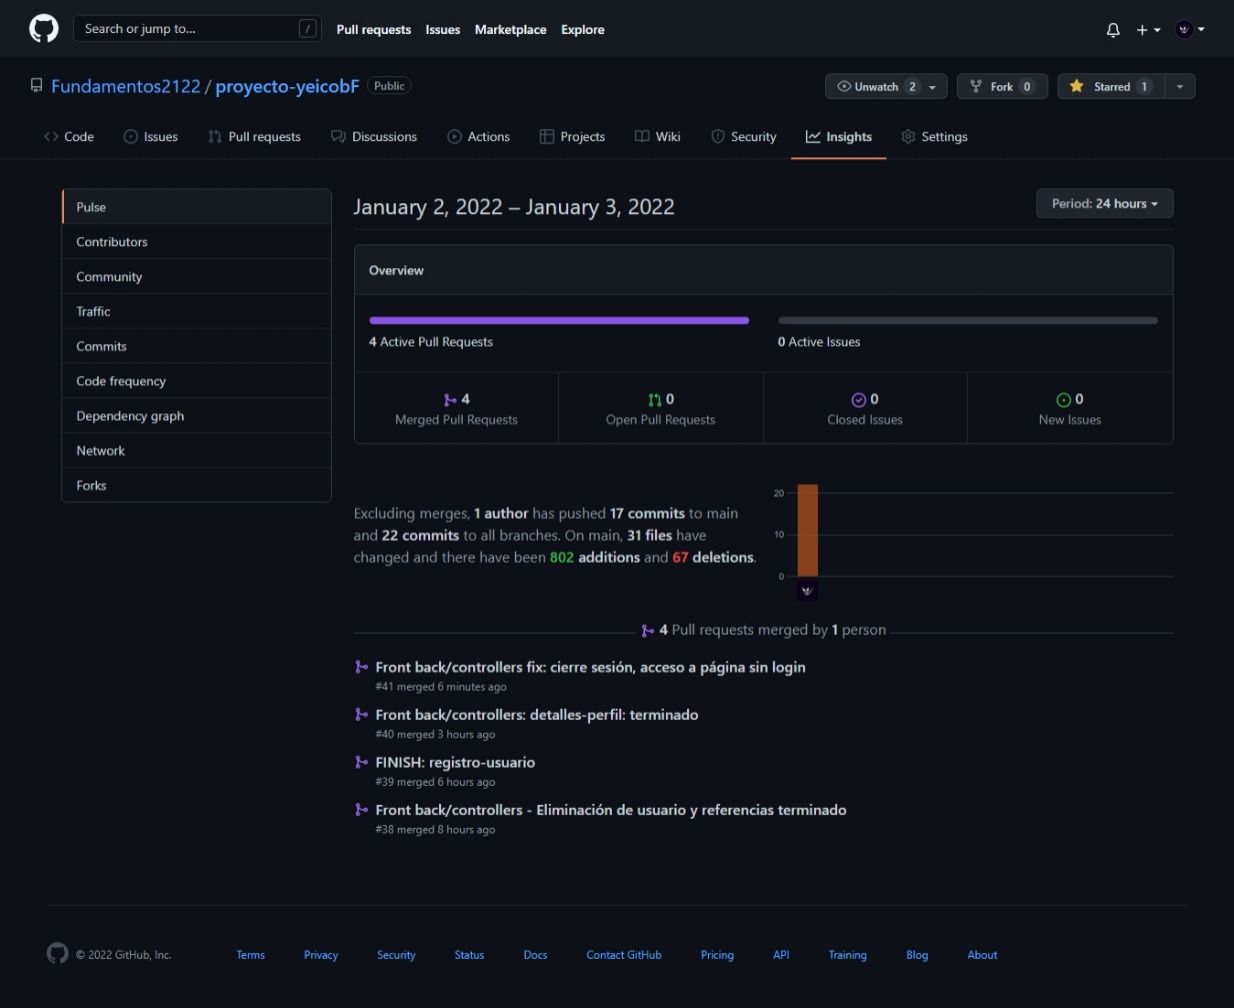 Search or jump to... /
Pull requests Issues Marketplace Explore
Fundamentos2122 / proyecto-yeicobF Public
Unwatch 2 Fork 0 Starred 1
Code Issues Pull requests Discussions Actions Projects Wiki Security Insights Settings
Pulse
Contributors
Community
Traffic
Commits
Code frequency
Dependency graph
Network
Forks
January 2, 2022 – January 3, 2022
Period: 24 hours
Overview
4 Active Pull Requests
0 Active Issues
4
Merged Pull Requests
0
Open Pull Requests
0
Closed Issues
0
New Issues
Excluding merges, 1 author has pushed 17 commits to main
and 22 commits to all branches. On main, 31 files have
changed and there have been 802 additions and 67 deletions.
20
10
0
4 Pull requests merged by 1 person
Front back/controllers fix: cierre sesión, acceso a página sin login
#41 merged 6 minutes ago
Front back/controllers: detalles-perfil: terminado
#40 merged 3 hours ago
FINISH: registro-usuario
#39 merged 6 hours ago
Front back/controllers - Eliminación de usuario y referencias terminado
#38 merged 8 hours ago
© 2022 GitHub, Inc. Terms Privacy Security Status Docs Contact GitHub Pricing API Training Blog About